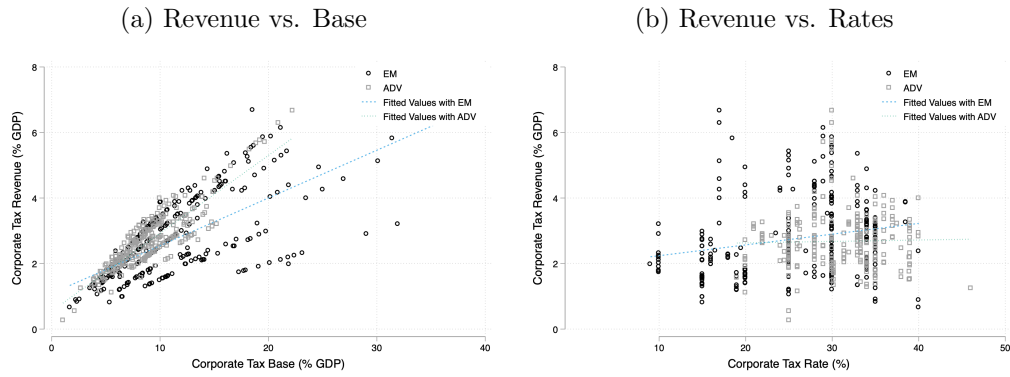 (a) Revenue vs. Base
Corporate Tax Revenue (% GDP)
8
6
4
2
0
0 10 20 30 40
Corporate Tax Base (% GDP)
EM
ADV
Fitted Values with EM
Fitted Values with ADV
(b) Revenue vs. Rates
Corporate Tax Revenue (% GDP)
8
6
4
2
0
10 20 30 40 50
Corporate Tax Rate (%)
EM
ADV
Fitted Values with EM
Fitted Values with ADV